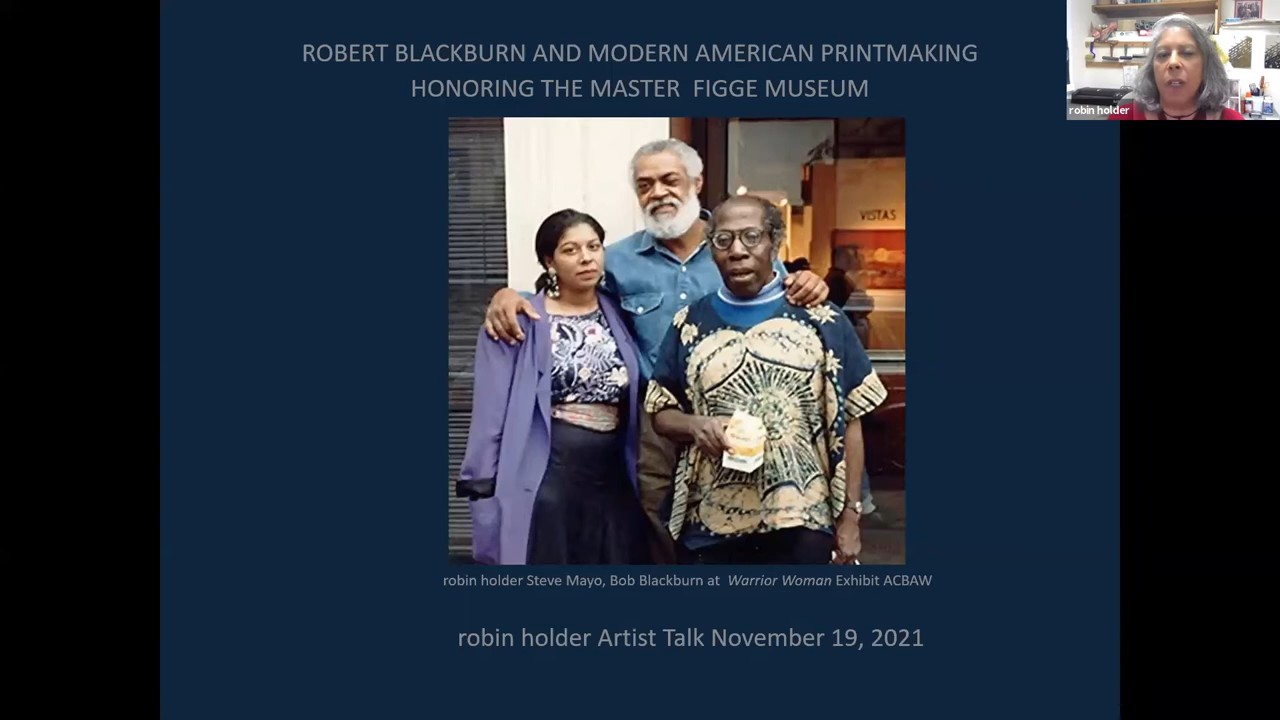 ROBERT BLACKBURN AND MODERN AMERICAN PRINTMAKING
HONORING THE MASTER  FIGGE MUSEUM
robin holder
VISTAS
robin holder Steve Mayo, Bob Blackburn at  Warrior Woman Exhibit ACBAW
robin holder Artist Talk November 19, 2021